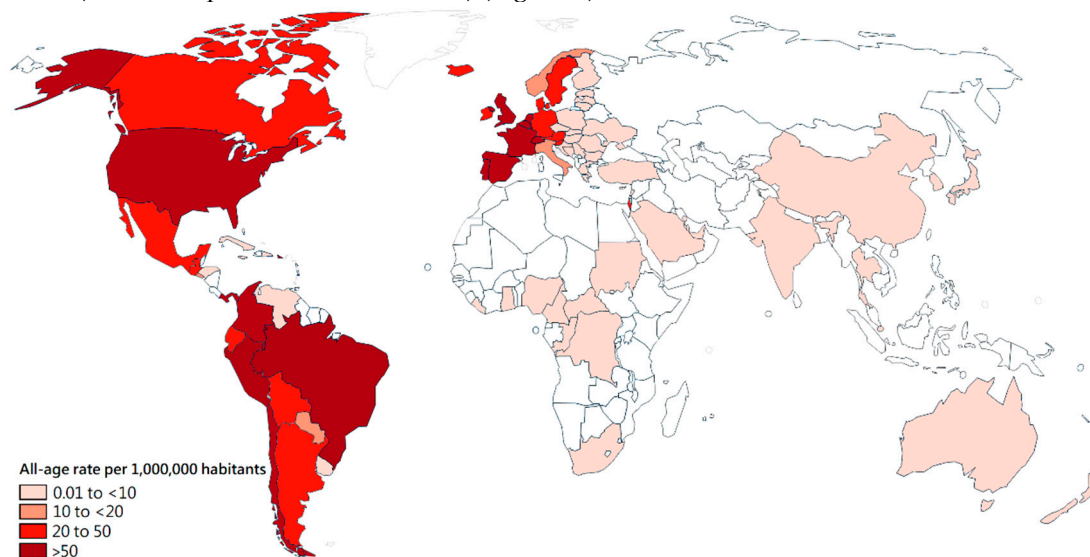 All-age rate per 1,000,000 habitants
0.01 to <10
10 to <20
20 to 50
>50